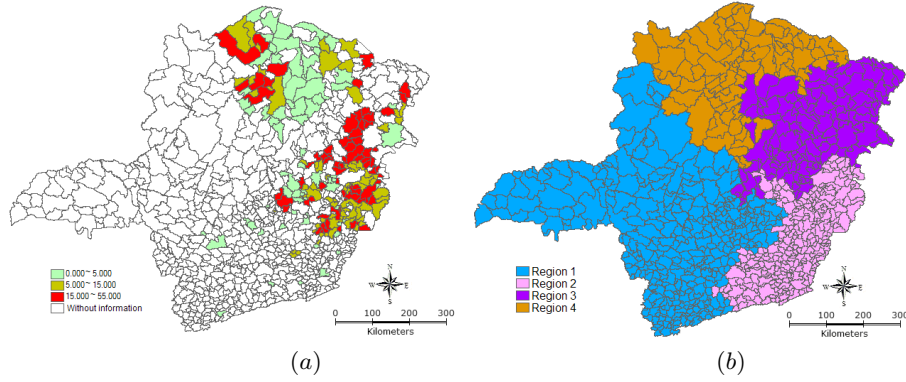 0.000 ~ 5.000
5.000 ~ 15.000
15.000 ~ 55.000
Without information
N
W E
S
0 100 200 300
Kilometers
(a)
Region 1
Region 2
Region 3
Region 4
N
W E
S
0 100 200 300
Kilometers
(b)